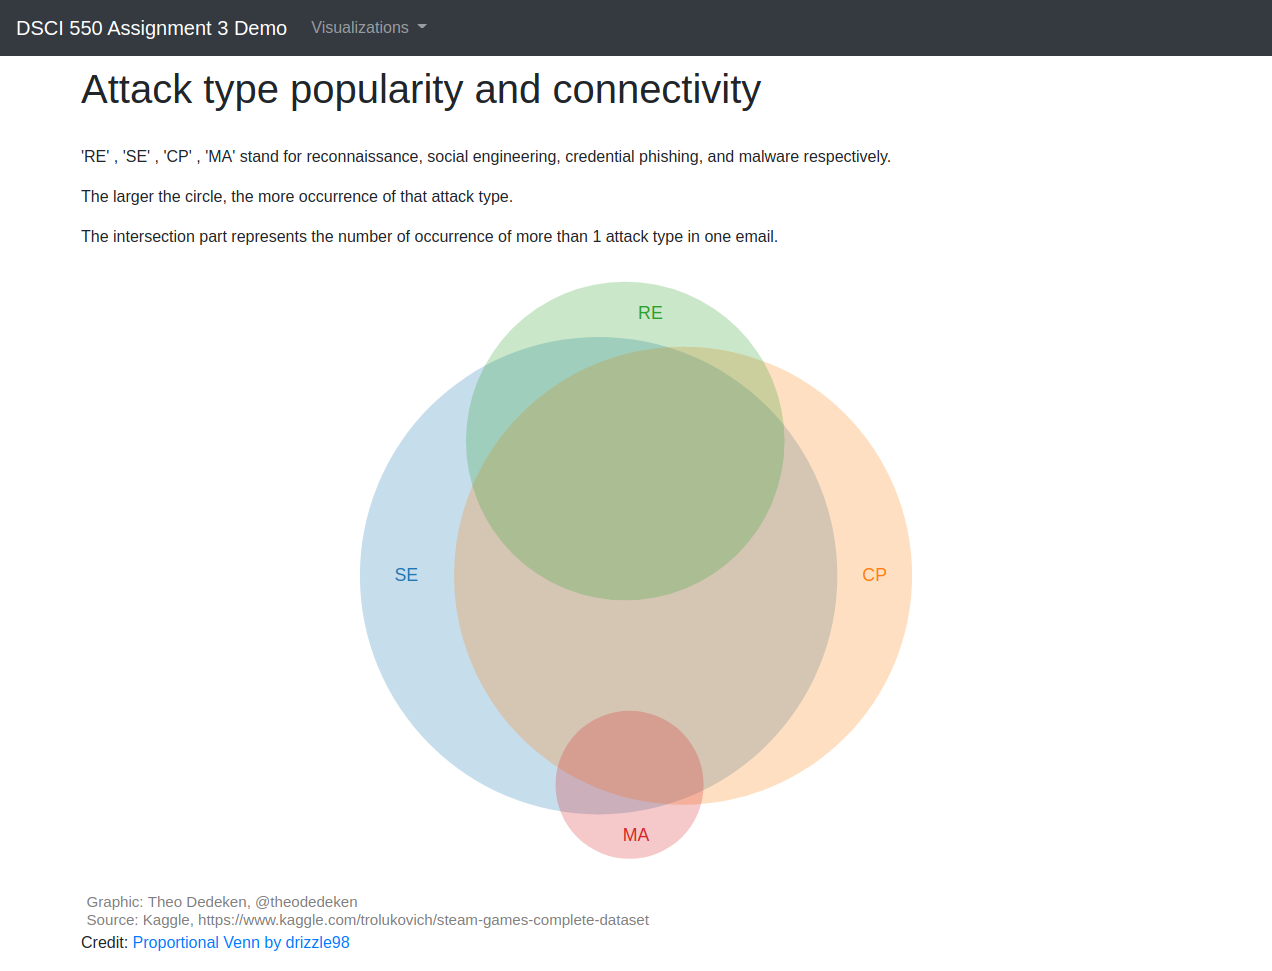 DSCI 550 Assignment 3 Demo Visualizations
Attack type popularity and connectivity
'RE' , 'SE' , 'CP' , 'MA' stand for reconnaissance, social engineering, credential phishing, and malware respectively.
The larger the circle, the more occurrence of that attack type.
The intersection part represents the number of occurrence of more than 1 attack type in one email.
RE
SE
CP
MA
Graphic: Theo Dedeken, @theodedeken
Source: Kaggle, https://www.kaggle.com/trolukovich/steam-games-complete-dataset
Credit: Proportional Venn by drizzle98